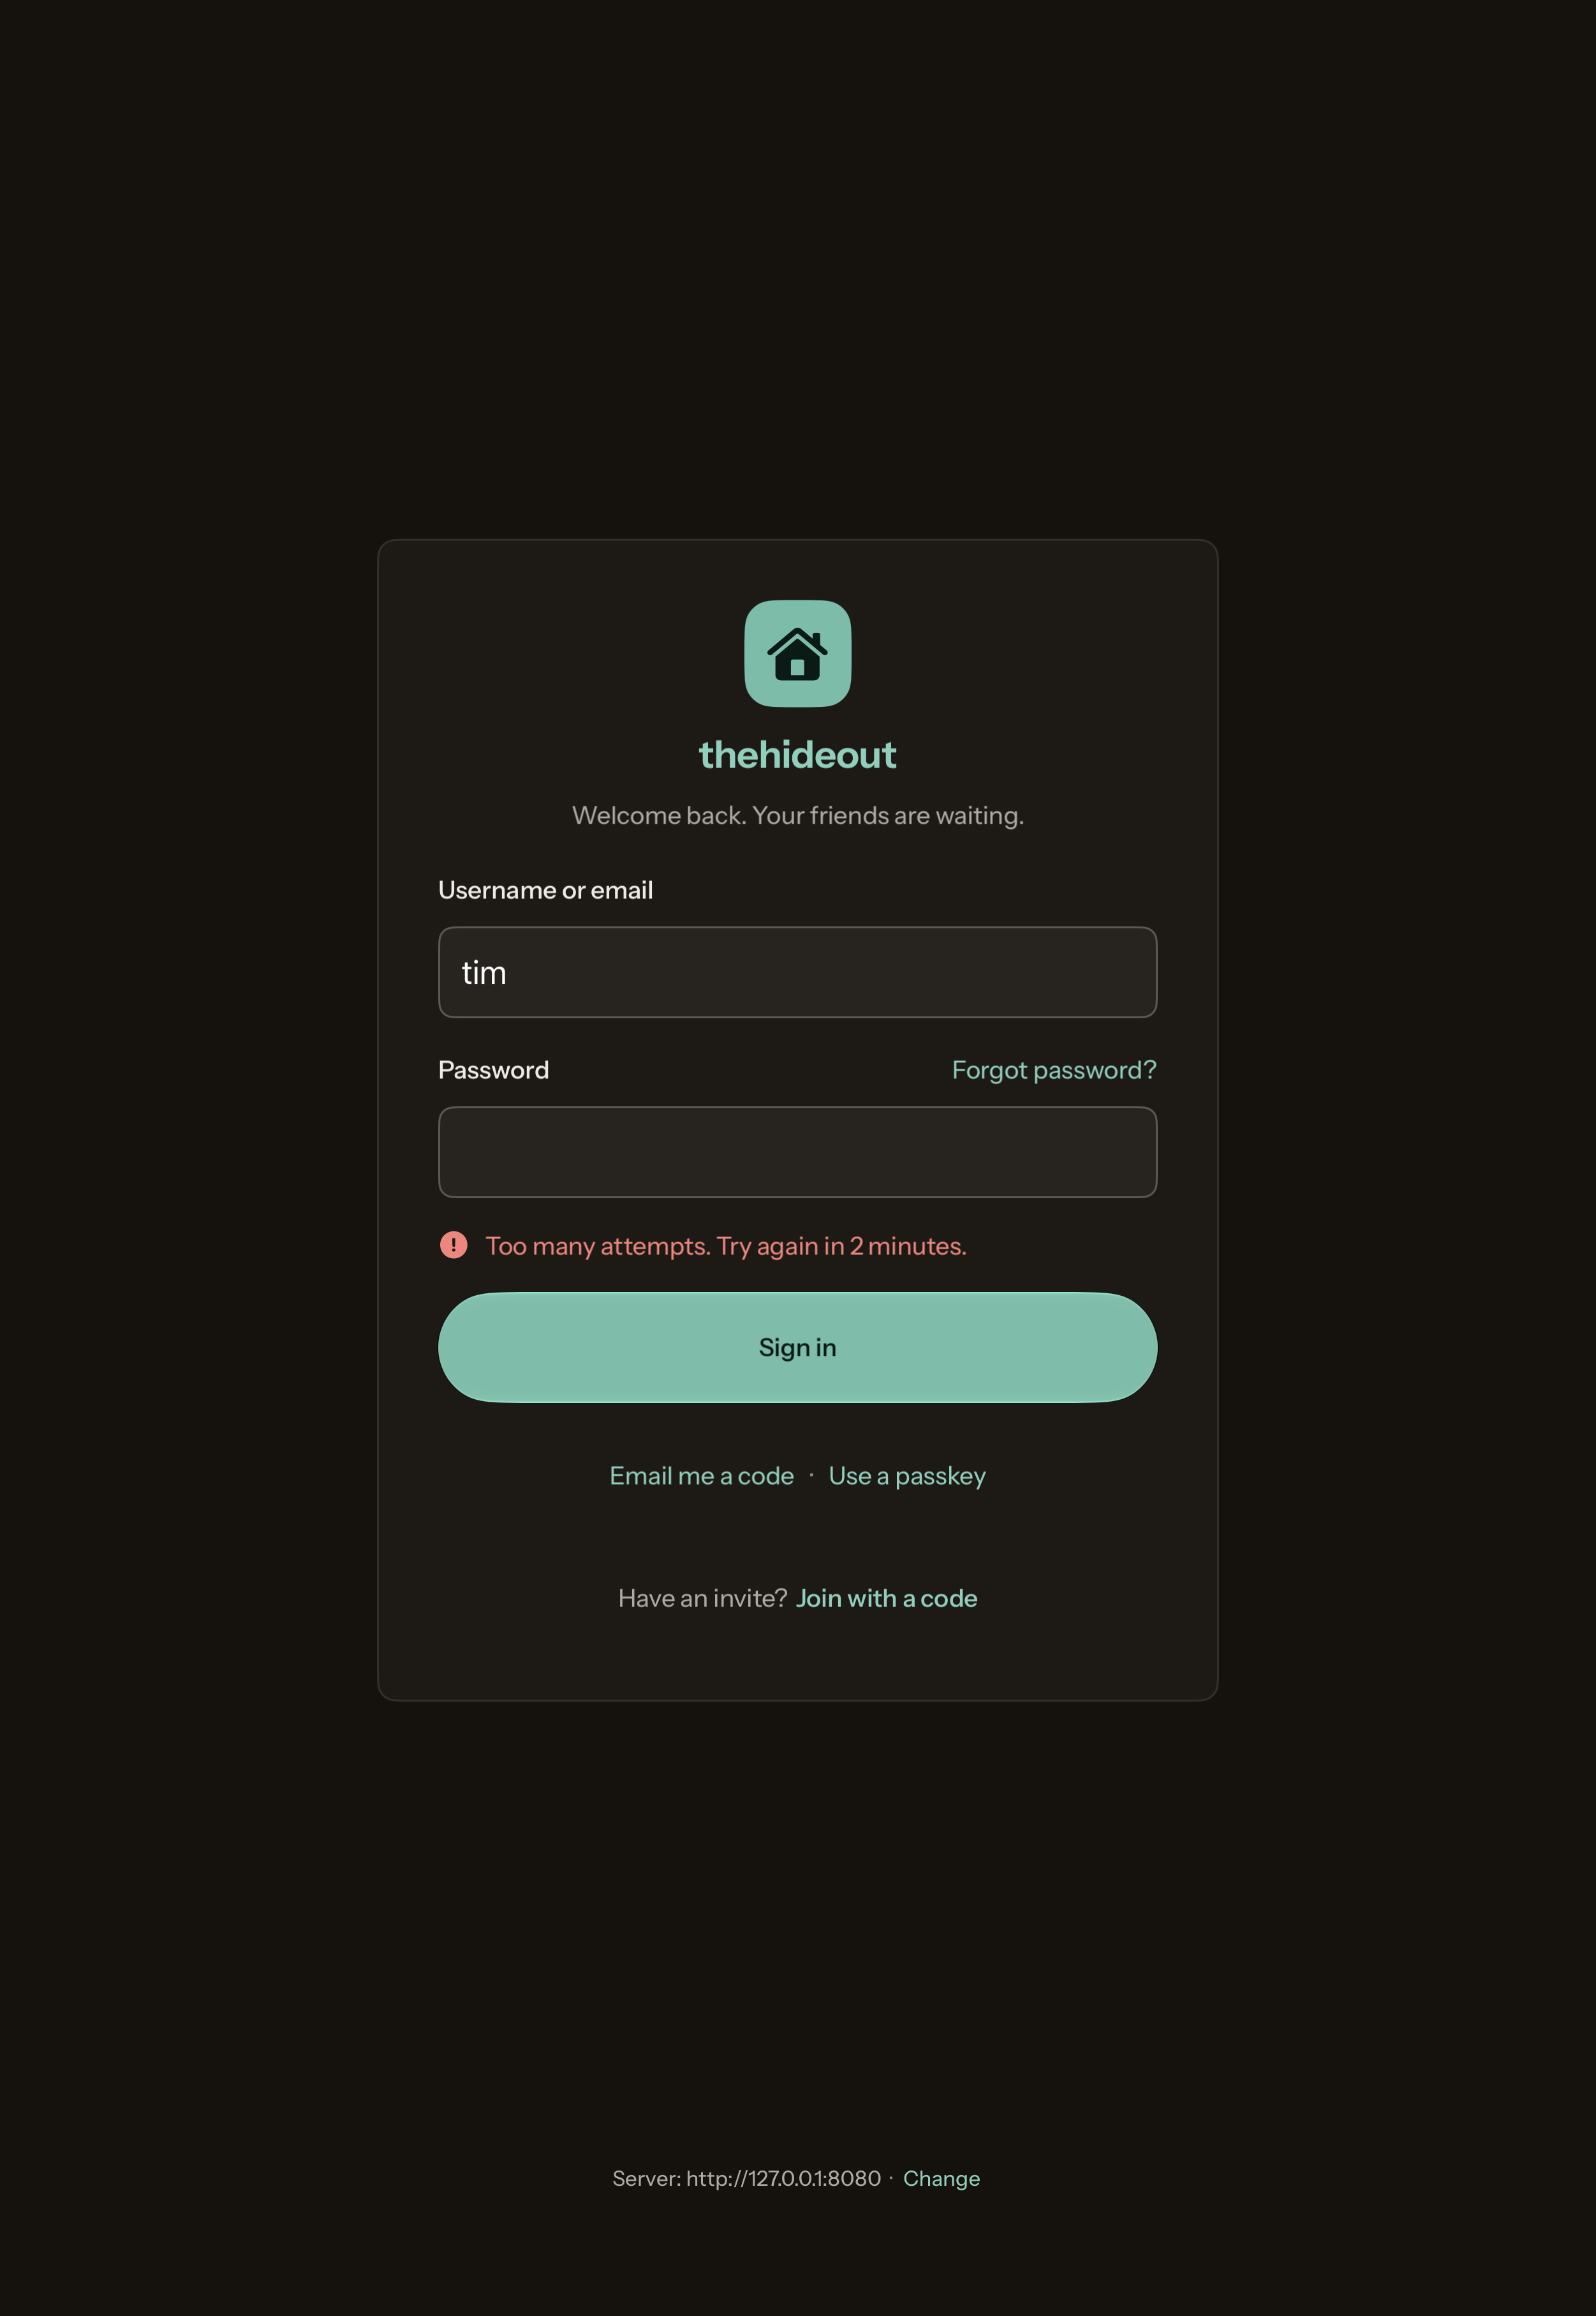 thehideout
Welcome back. Your friends are waiting.
Username or email
tim
Password Forgot password?
Too many attempts. Try again in 2 minutes.
Sign in
Email me a code · Use a passkey
Have an invite? Join with a code
Server: http://127.0.0.1:8080 · Change